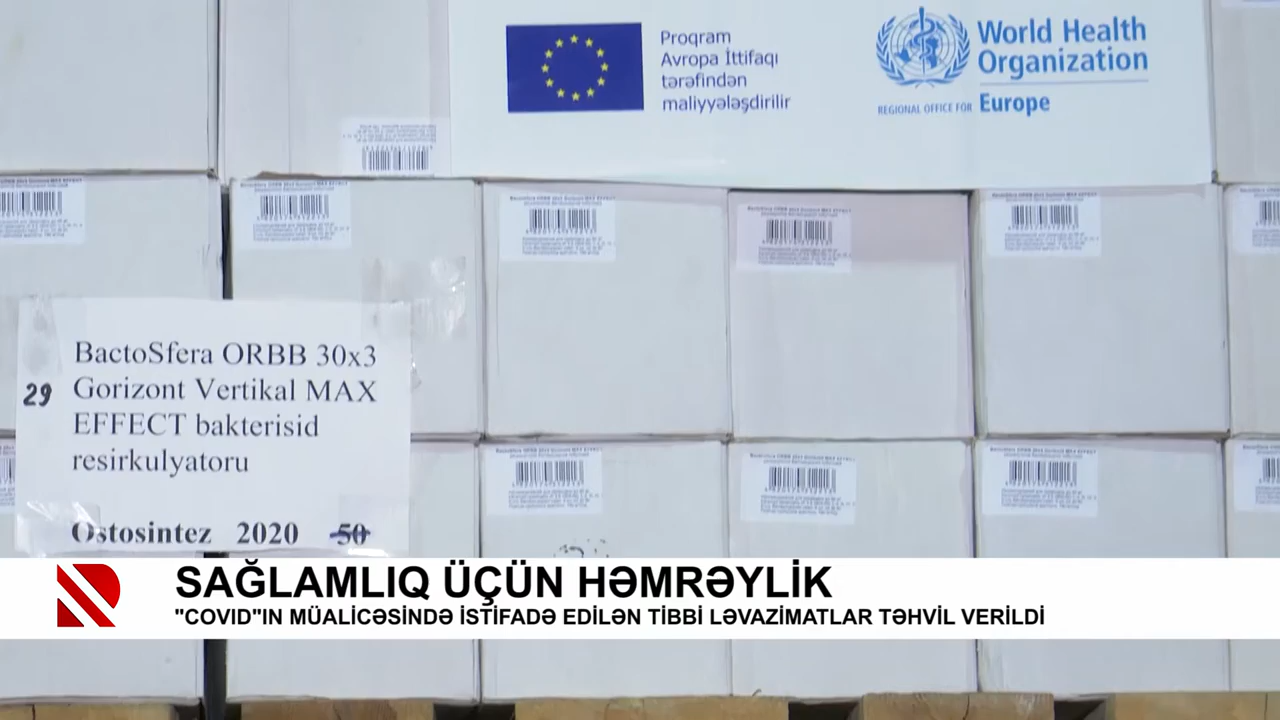 Proqram
Avropa İttifaqı
tərəfindən
maliyyələşdirilir
World Health
Organization
REGIONAL OFFICE FOR Europe
29
BactoSfera ORBB 30x3
Gorizont Vertikal MAX
EFFECT bakterisid
resirkulyatoru
Ostosintez 2020 50
SAĞLAMLIQ ÜÇÜN HƏMRƏYLİK
"COVID"IN MÜALİCƏSİNDƏ İSTİFADƏ EDİLƏN TİBBİ LƏVAZİMATLAR TƏHVİL VERİLDİ